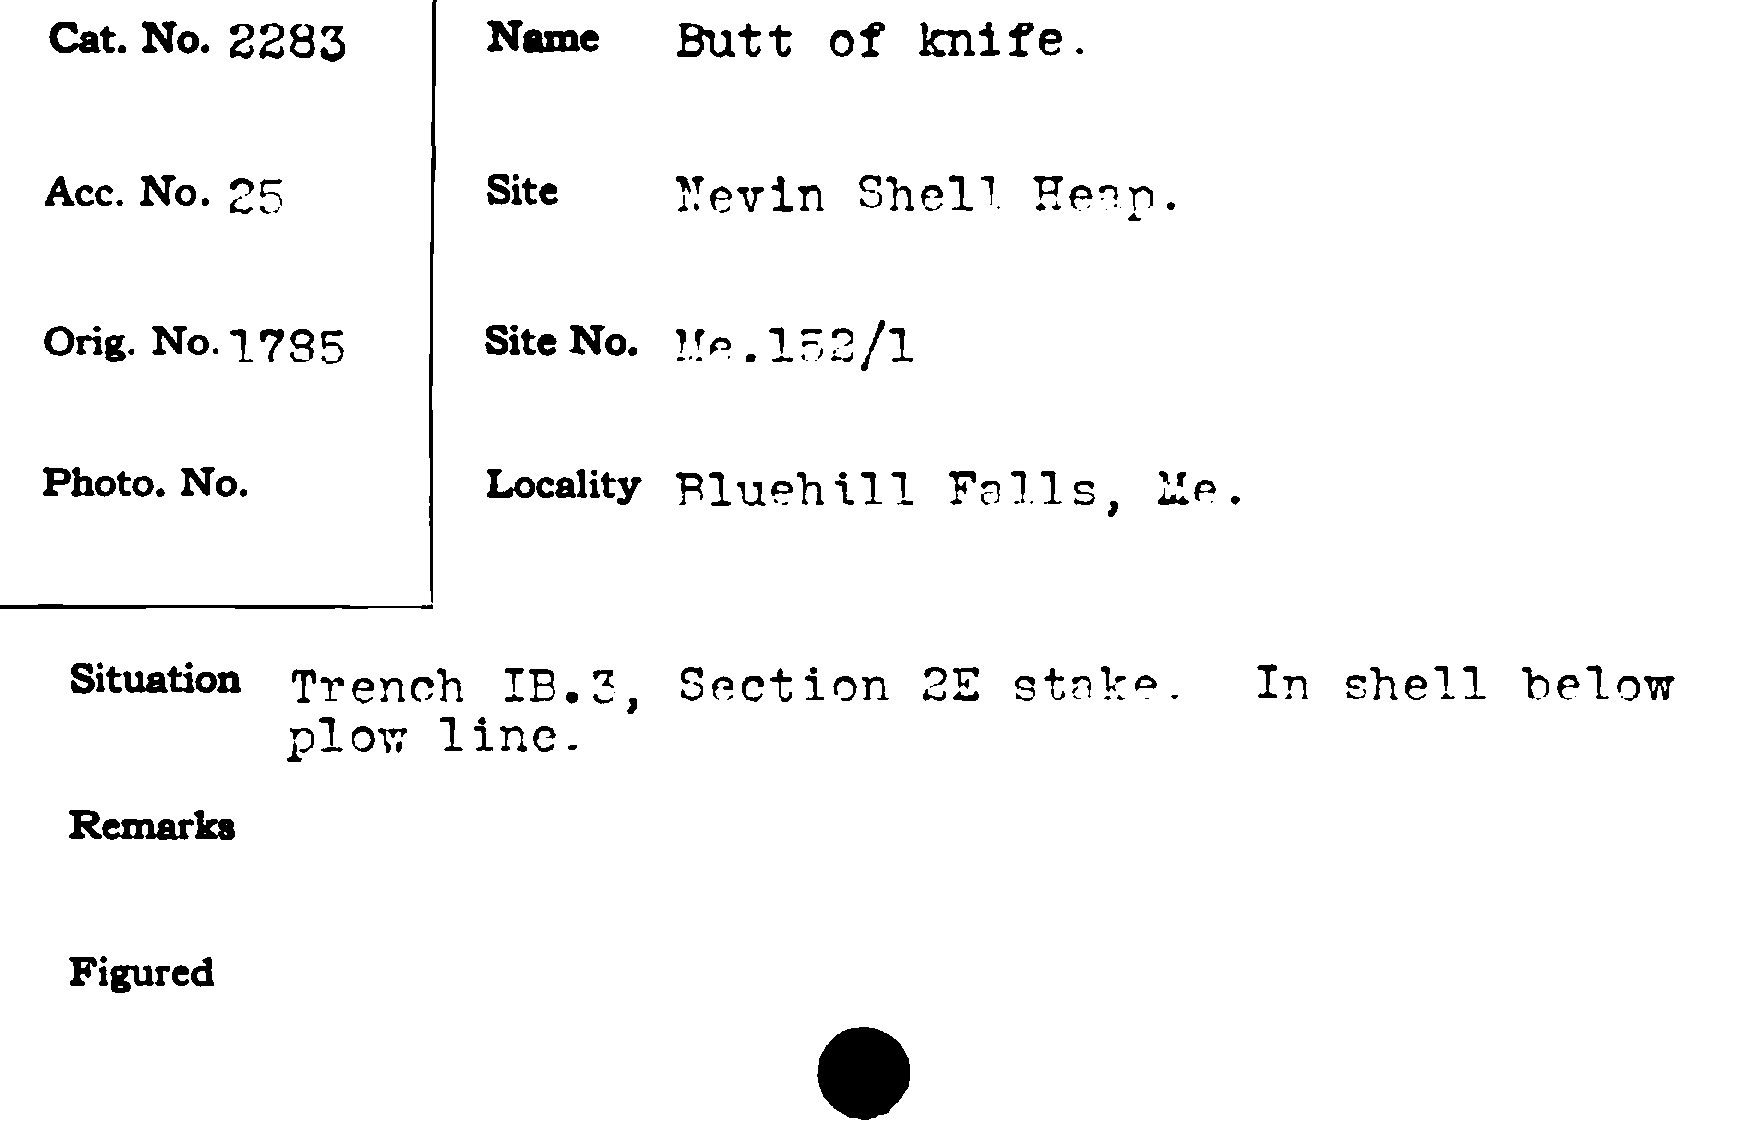 Cat. No. 2283
Name Butt of knife.
Acc. No. 25
Site Nevin Shell Heap.
Orig. No. 1785
Site No. Me.152/1
Photo. No.
Locality Bluehill Falls, Me.
Situation Trench IB.3, Section 2E stake. In shell below
plow line.
Remarks
Figured